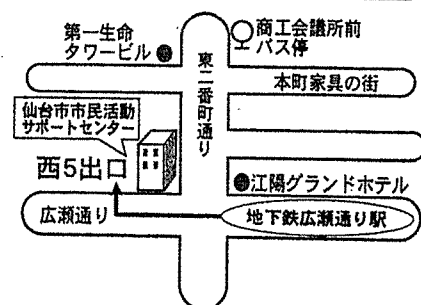 第一生命
タワービル
商工会議所前
バス停
東二番町通り
本町家具の街
仙台市市民活動
サポートセンター
西5出口
江陽グランドホテル
広瀬通り
地下鉄広瀬通り駅